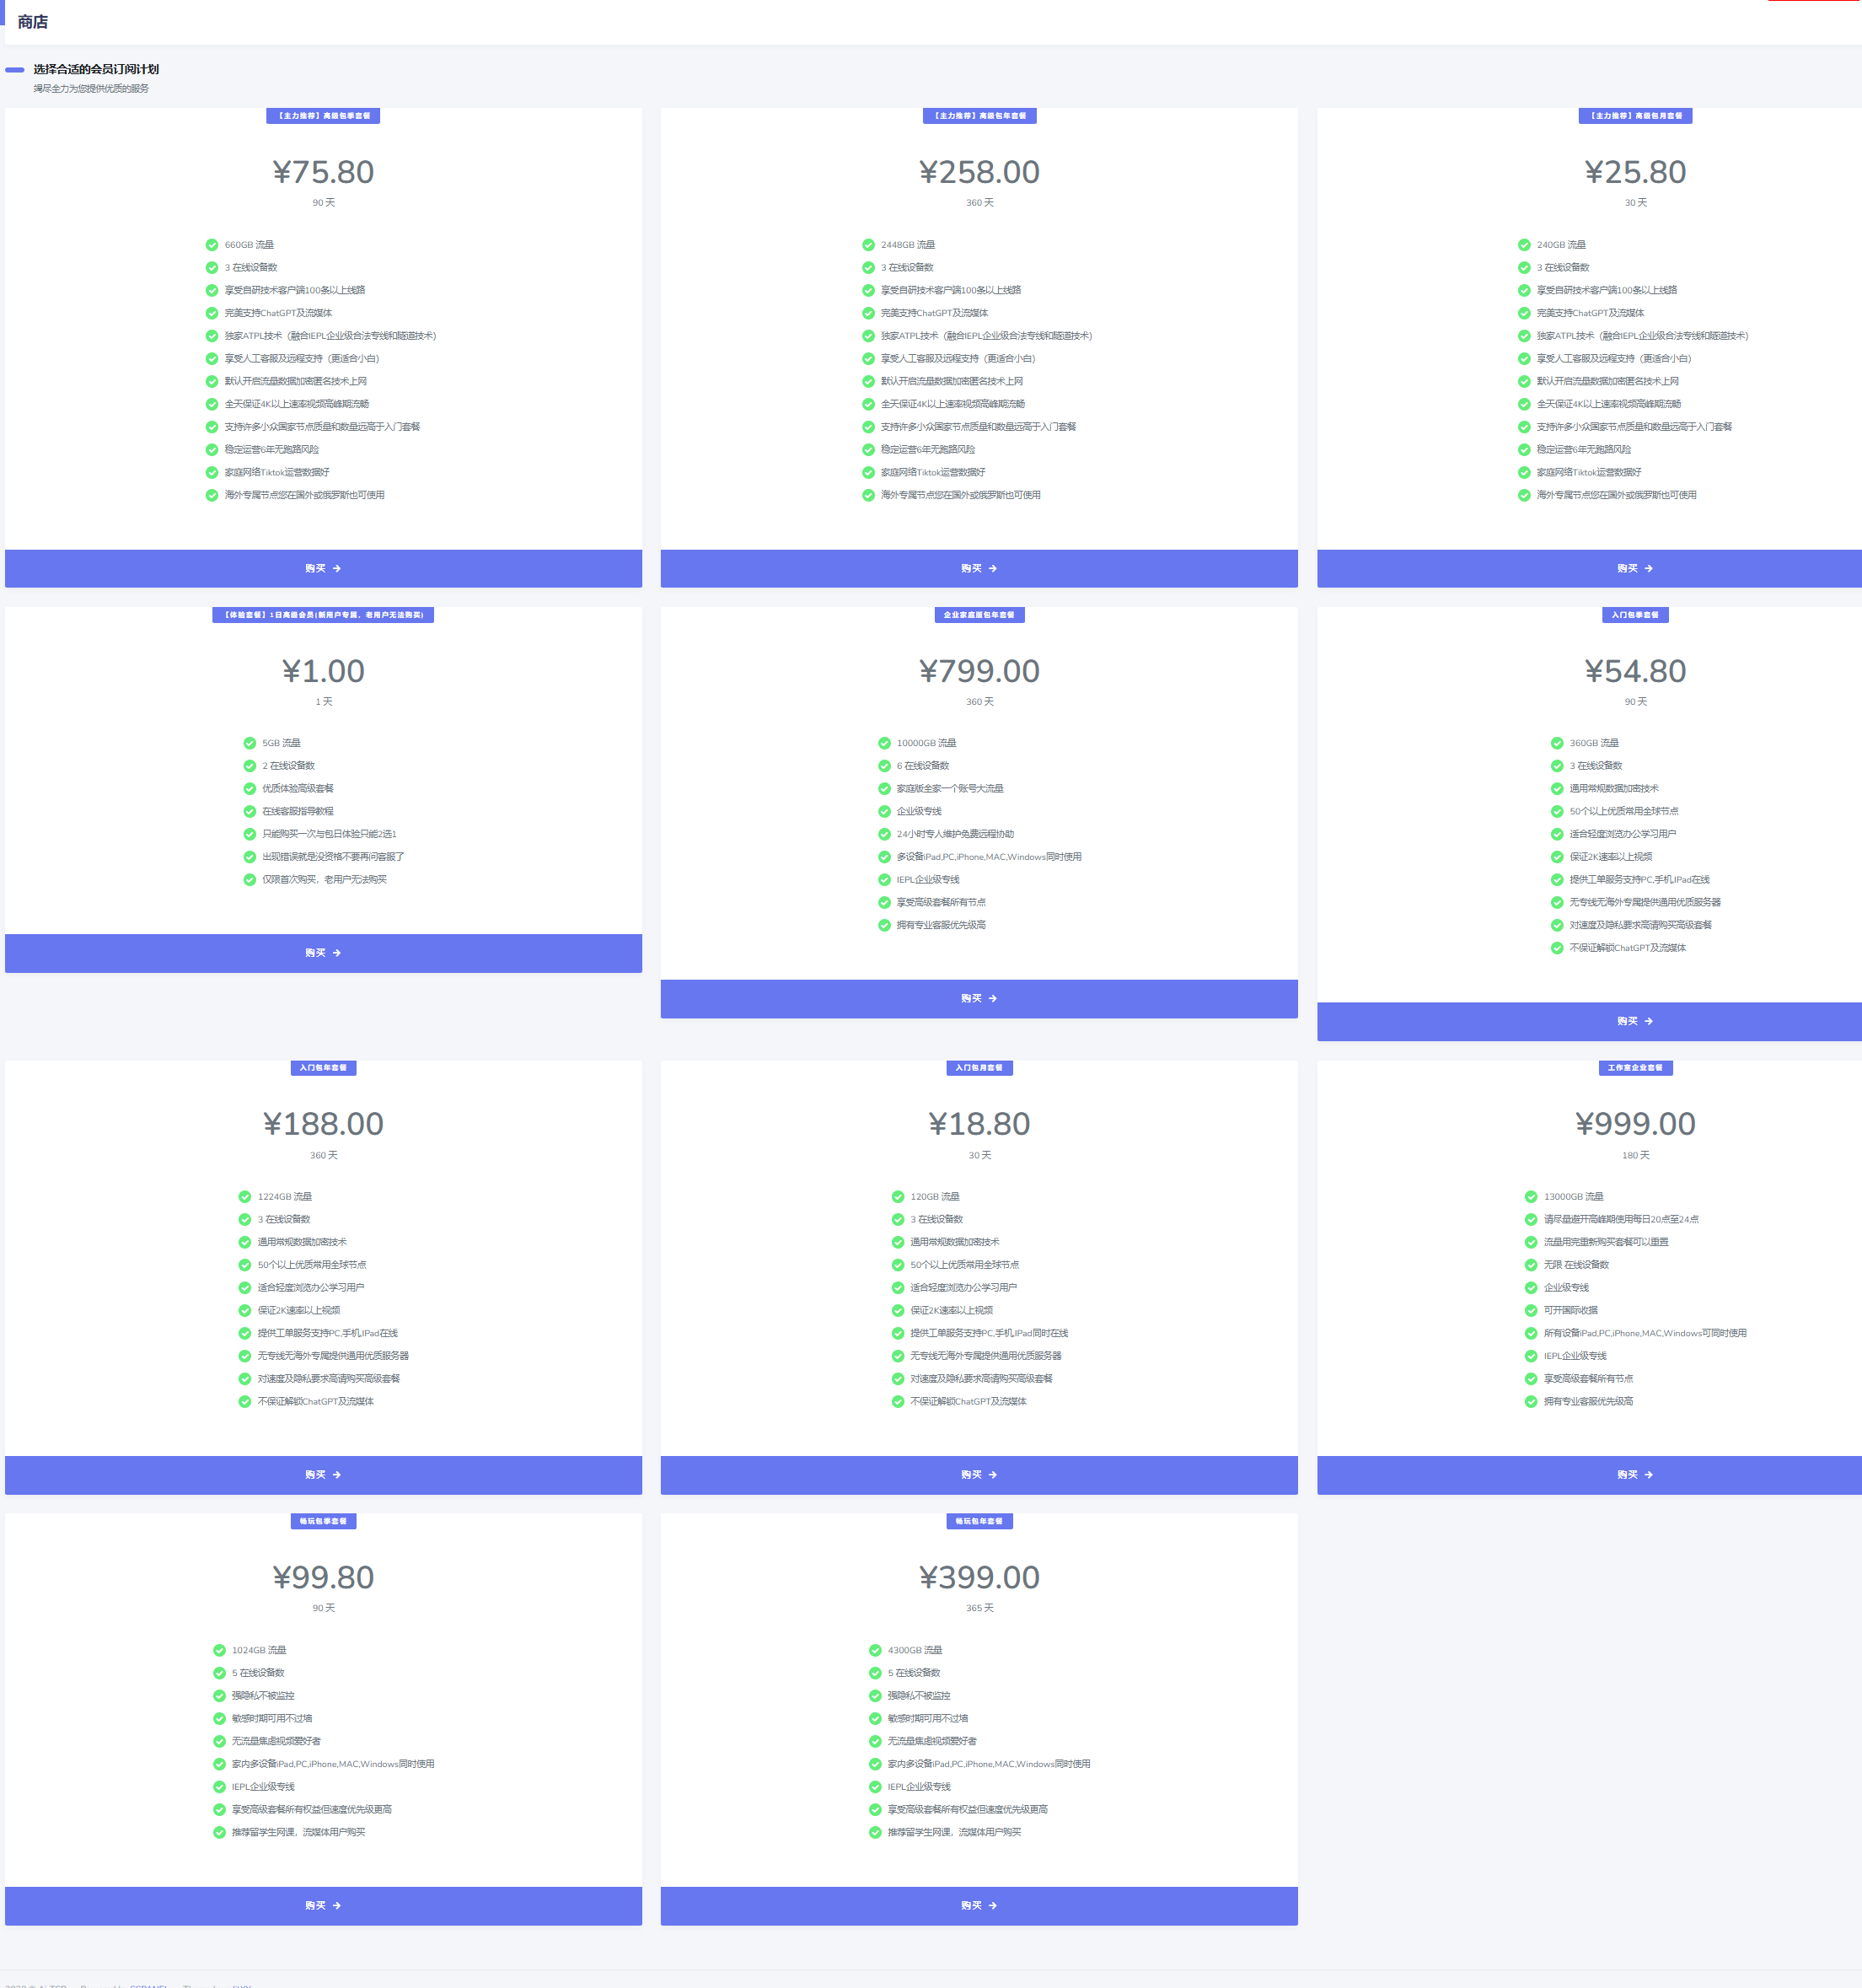 商店
选择合适的会员订阅计划
竭尽全力为您提供优质的服务
【主力推荐】高级包季套餐
¥75.80
90 天
660GB 流量
3 在线设备数
享受自研技术客户端100条以上线路
完美支持ChatGPT及流媒体
独家ATPL技术（融合IEPL企业级合法专线和隧道技术）
享受人工客服及远程支持（更适合小白）
默认开启流量数据加密匿名技术上网
全天保证4K以上速率视频高峰期流畅
支持许多小众国家节点质量和数量远高于入门套餐
稳定运营6年无跑路风险
家庭网络Tiktok运营数据好
海外专属节点您在国外或俄罗斯也可使用
购买 →
【主力推荐】高级包年套餐
¥258.00
360 天
2448GB 流量
3 在线设备数
享受自研技术客户端100条以上线路
完美支持ChatGPT及流媒体
独家ATPL技术（融合IEPL企业级合法专线和隧道技术）
享受人工客服及远程支持（更适合小白）
默认开启流量数据加密匿名技术上网
全天保证4K以上速率视频高峰期流畅
支持许多小众国家节点质量和数量远高于入门套餐
稳定运营6年无跑路风险
家庭网络Tiktok运营数据好
海外专属节点您在国外或俄罗斯也可使用
购买 →
【主力推荐】高级包月套餐
¥25.80
30 天
240GB 流量
3 在线设备数
享受自研技术客户端100条以上线路
完美支持ChatGPT及流媒体
独家ATPL技术（融合IEPL企业级合法专线和隧道技术）
享受人工客服及远程支持（更适合小白）
默认开启流量数据加密匿名技术上网
全天保证4K以上速率视频高峰期流畅
支持许多小众国家节点质量和数量远高于入门套餐
稳定运营6年无跑路风险
家庭网络Tiktok运营数据好
海外专属节点您在国外或俄罗斯也可使用
购买 →
【体验套餐】1日高级会员(新用户专属，老用户无法购买)
¥1.00
1 天
5GB 流量
2 在线设备数
优质体验高级套餐
在线客服指导教程
只能购买一次与包日体验只能2选1
出现错误就是没资格不要再问客服了
仅限首次购买，老用户无法购买
购买 →
企业家庭版包年套餐
¥799.00
360 天
10000GB 流量
6 在线设备数
家庭版全家一个账号大流量
企业级专线
24小时专人维护免费远程协助
多设备iPad,PC,iPhone,MAC,Windows同时使用
IEPL企业级专线
享受高级套餐所有节点
拥有专业客服优先级高
购买 →
入门包季套餐
¥54.80
90 天
360GB 流量
3 在线设备数
通用常规数据加密技术
50个以上优质常用全球节点
适合轻度浏览办公学习用户
保证2K速率以上视频
提供工单服务支持PC,手机,IPad在线
无专线无海外专属提供通用优质服务器
对速度及隐私要求高请购买高级套餐
不保证解锁ChatGPT及流媒体
购买 →
入门包年套餐
¥188.00
360 天
1224GB 流量
3 在线设备数
通用常规数据加密技术
50个以上优质常用全球节点
适合轻度浏览办公学习用户
保证2K速率以上视频
提供工单服务支持PC,手机,IPad在线
无专线无海外专属提供通用优质服务器
对速度及隐私要求高请购买高级套餐
不保证解锁ChatGPT及流媒体
购买 →
入门包月套餐
¥18.80
30 天
120GB 流量
3 在线设备数
通用常规数据加密技术
50个以上优质常用全球节点
适合轻度浏览办公学习用户
保证2K速率以上视频
提供工单服务支持PC,手机,IPad同时在线
无专线无海外专属提供通用优质服务器
对速度及隐私要求高请购买高级套餐
不保证解锁ChatGPT及流媒体
购买 →
工作室企业套餐
¥999.00
180 天
13000GB 流量
请尽量避开高峰期使用每日20点至24点
流量用完重新购买套餐可以重置
无限 在线设备数
企业级专线
可开国际收据
所有设备iPad,PC,iPhone,MAC,Windows可同时使用
IEPL企业级专线
享受高级套餐所有节点
拥有专业客服优先级高
购买 →
畅玩包季套餐
¥99.80
90 天
1024GB 流量
5 在线设备数
强隐私不被监控
敏感时期可用不过墙
无流量焦虑视频爱好者
家内多设备iPad,PC,iPhone,MAC,Windows同时使用
IEPL企业级专线
享受高级套餐所有权益但速度优先级更高
推荐留学生网课，流媒体用户购买
购买 →
畅玩包年套餐
¥399.00
365 天
4300GB 流量
5 在线设备数
强隐私不被监控
敏感时期可用不过墙
无流量焦虑视频爱好者
家内多设备iPad,PC,iPhone,MAC,Windows同时使用
IEPL企业级专线
享受高级套餐所有权益但速度优先级更高
推荐留学生网课，流媒体用户购买
购买 →